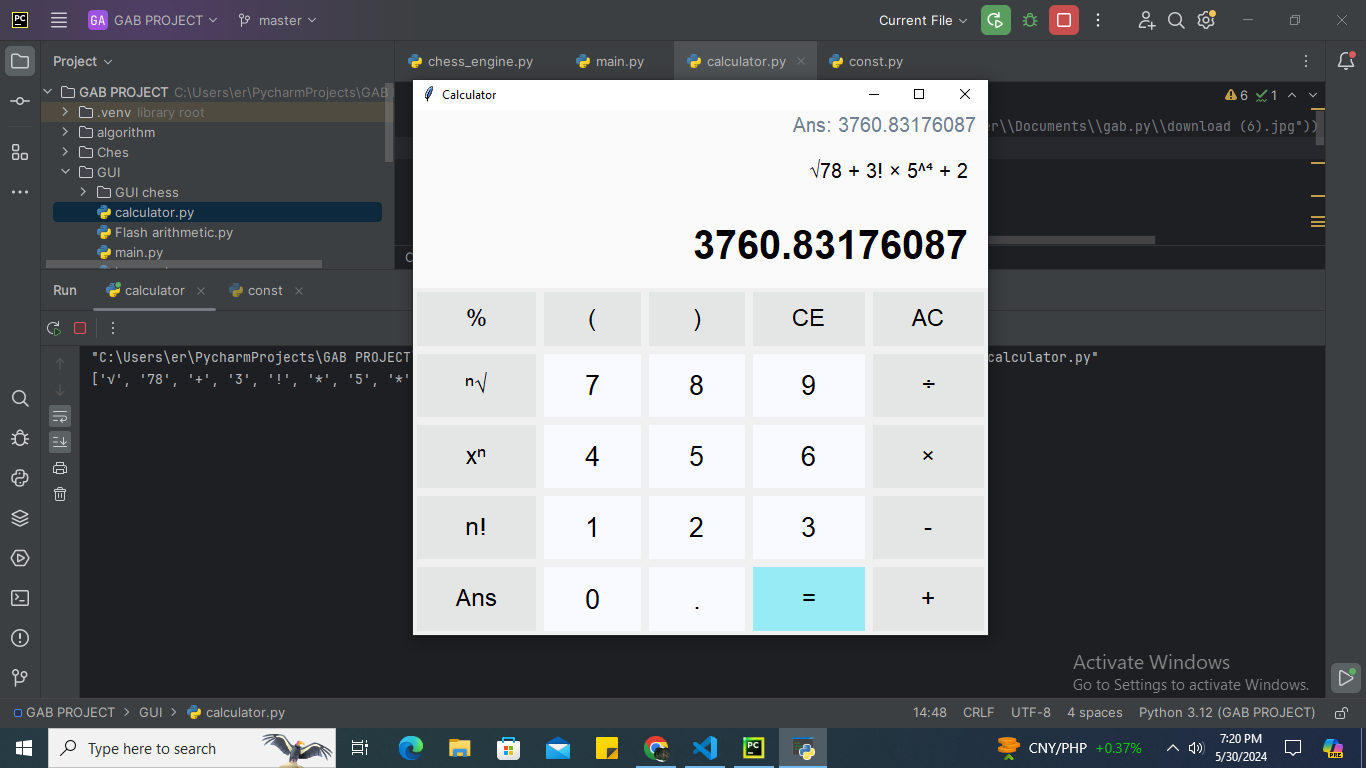 PC
GA GAB PROJECT master Current File
Project
chess_engine.py main.py calculator.py const.py
GAB PROJECT C:\Users\er\PycharmProjects\GAB
.venv library root
algorithm
Ches
GUI
GUI chess
calculator.py
Flash arithmetic.py
main.py
6 1
\\Documents\\gab.py\\download (6).jpg"))
Calculator
Ans: 3760.83176087
√78 + 3! × 5^⁴ + 2
3760.83176087
% ( ) CE AC
ⁿ√ 7 8 9 ÷
xⁿ 4 5 6 ×
n! 1 2 3 -
Ans 0 . = +
Run calculator const
"C:\Users\er\PycharmProjects\GAB PROJECT
calculator.py"
['√', '78', '+', '3', '!', '*', '5', '*'
Activate Windows
Go to Settings to activate Windows.
GAB PROJECT > GUI > calculator.py
14:48 CRLF UTF-8 4 spaces Python 3.12 (GAB PROJECT)
Type here to search
PC
CNY/PHP +0.37%
7:20 PM
5/30/2024
PRE